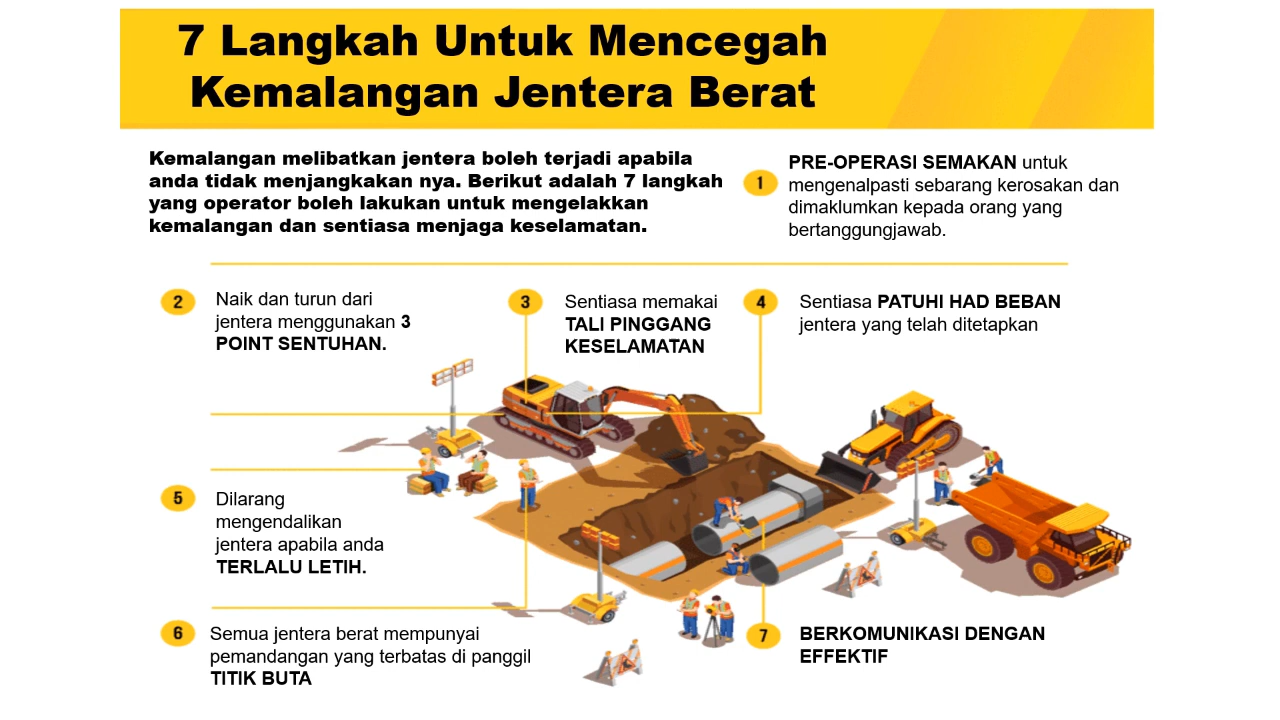 7 Langkah Untuk Mencegah
Kemalangan Jentera Berat
Kemalangan melibatkan jentera boleh terjadi apabila
anda tidak menjangkakan nya. Berikut adalah 7 langkah
yang operator boleh lakukan untuk mengelakkan
kemalangan dan sentiasa menjaga keselamatan.
1
PRE-OPERASI SEMAKAN untuk
mengenalpasti sebarang kerosakan dan
dimaklumkan kepada orang yang
bertanggungjawab.
2
Naik dan turun dari
jentera menggunakan 3
POINT SENTUHAN.
3
Sentiasa memakai
TALI PINGGANG
KESELAMATAN
4
Sentiasa PATUHI HAD BEBAN
jentera yang telah ditetapkan
5
Dilarang
mengendalikan
jentera apabila anda
TERLALU LETIH.
6
Semua jentera berat mempunyai
pemandangan yang terbatas di panggil
TITIK BUTA
7
BERKOMUNIKASI DENGAN
EFFEKTIF